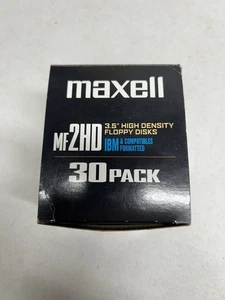 maxell
MF2HD
3.5" HIGH DENSITY
FLOPPY DISKS
IBM & COMPATIBLES
FORMATTED
30 PACK